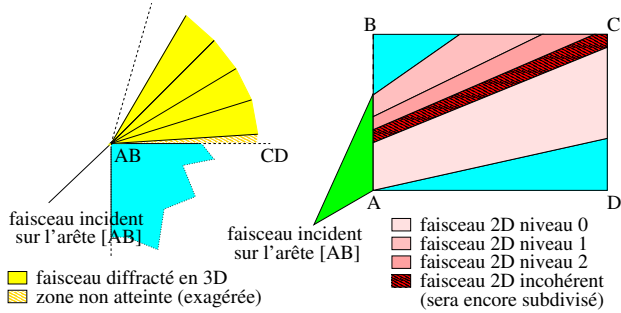 AB
CD
faisceau incident
sur l'arête [AB]
faisceau diffracté en 3D
zone non atteinte (exagérée)
B
C
A
D
faisceau incident
sur l'arête [AB]
faisceau 2D niveau 0
faisceau 2D niveau 1
faisceau 2D niveau 2
faisceau 2D incohérent
(sera encore subdivisé)